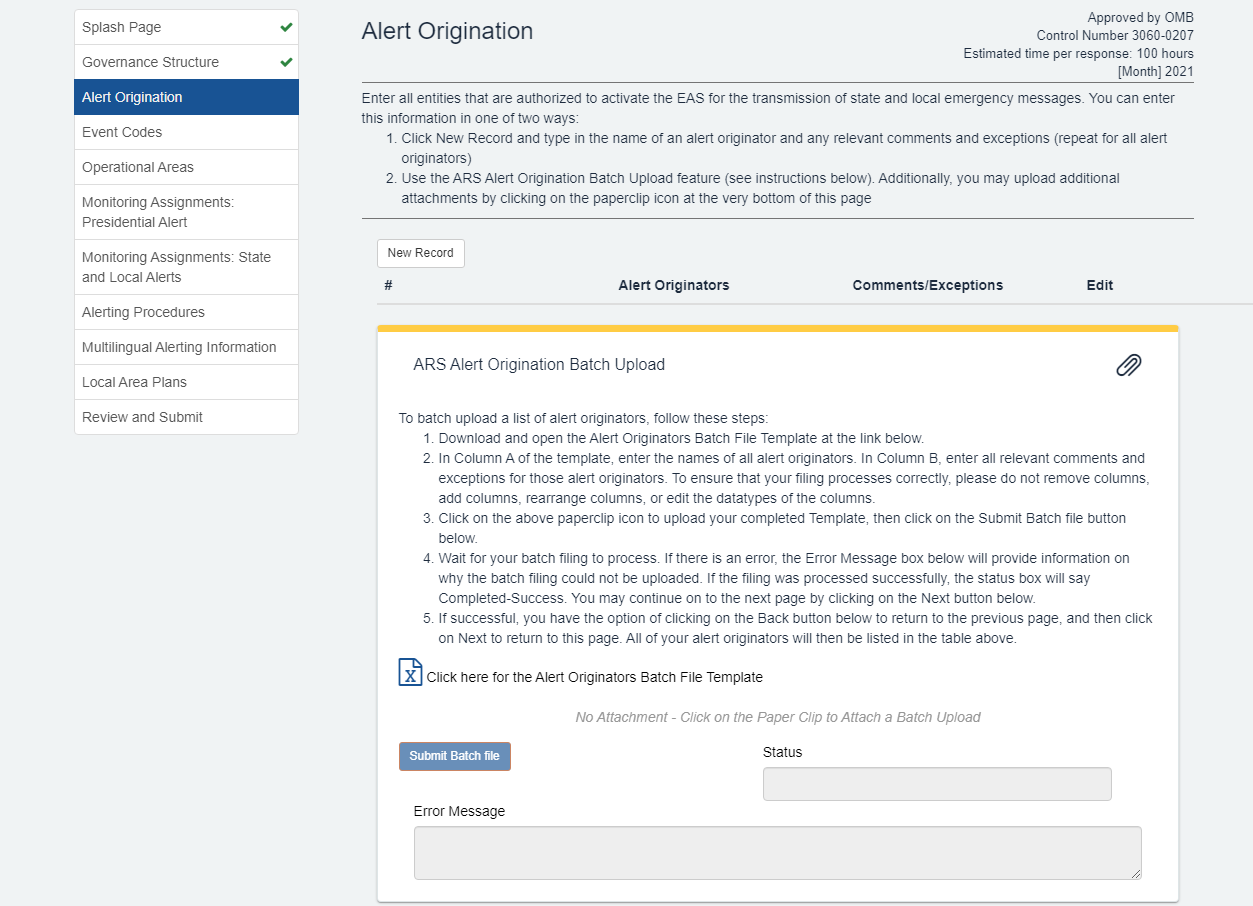 Splash Page
Governance Structure
Alert Origination
Event Codes
Operational Areas
Monitoring Assignments:
Presidential Alert
Monitoring Assignments: State
and Local Alerts
Alerting Procedures
Multilingual Alerting Information
Local Area Plans
Review and Submit
Alert Origination
Approved by OMB
Control Number 3060-0207
Estimated time per response: 100 hours
[Month] 2021
Enter all entities that are authorized to activate the EAS for the transmission of state and local emergency messages. You can enter
this information in one of two ways:
1. Click New Record and type in the name of an alert originator and any relevant comments and exceptions (repeat for all alert
originators)
2. Use the ARS Alert Origination Batch Upload feature (see instructions below). Additionally, you may upload additional
attachments by clicking on the paperclip icon at the very bottom of this page
New Record
# Alert Originators Comments/Exceptions Edit
ARS Alert Origination Batch Upload
To batch upload a list of alert originators, follow these steps:
1. Download and open the Alert Originators Batch File Template at the link below.
2. In Column A of the template, enter the names of all alert originators. In Column B, enter all relevant comments and
exceptions for those alert originators. To ensure that your filing processes correctly, please do not remove columns,
add columns, rearrange columns, or edit the datatypes of the columns.
3. Click on the above paperclip icon to upload your completed Template, then click on the Submit Batch file button
below.
4. Wait for your batch filing to process. If there is an error, the Error Message box below will provide information on
why the batch filing could not be uploaded. If the filing was processed successfully, the status box will say
Completed-Success. You may continue on to the next page by clicking on the Next button below.
5. If successful, you have the option of clicking on the Back button below to return to the previous page, and then click
on Next to return to this page. All of your alert originators will then be listed in the table above.
X Click here for the Alert Originators Batch File Template
No Attachment - Click on the Paper Clip to Attach a Batch Upload
Submit Batch file
Status
Error Message